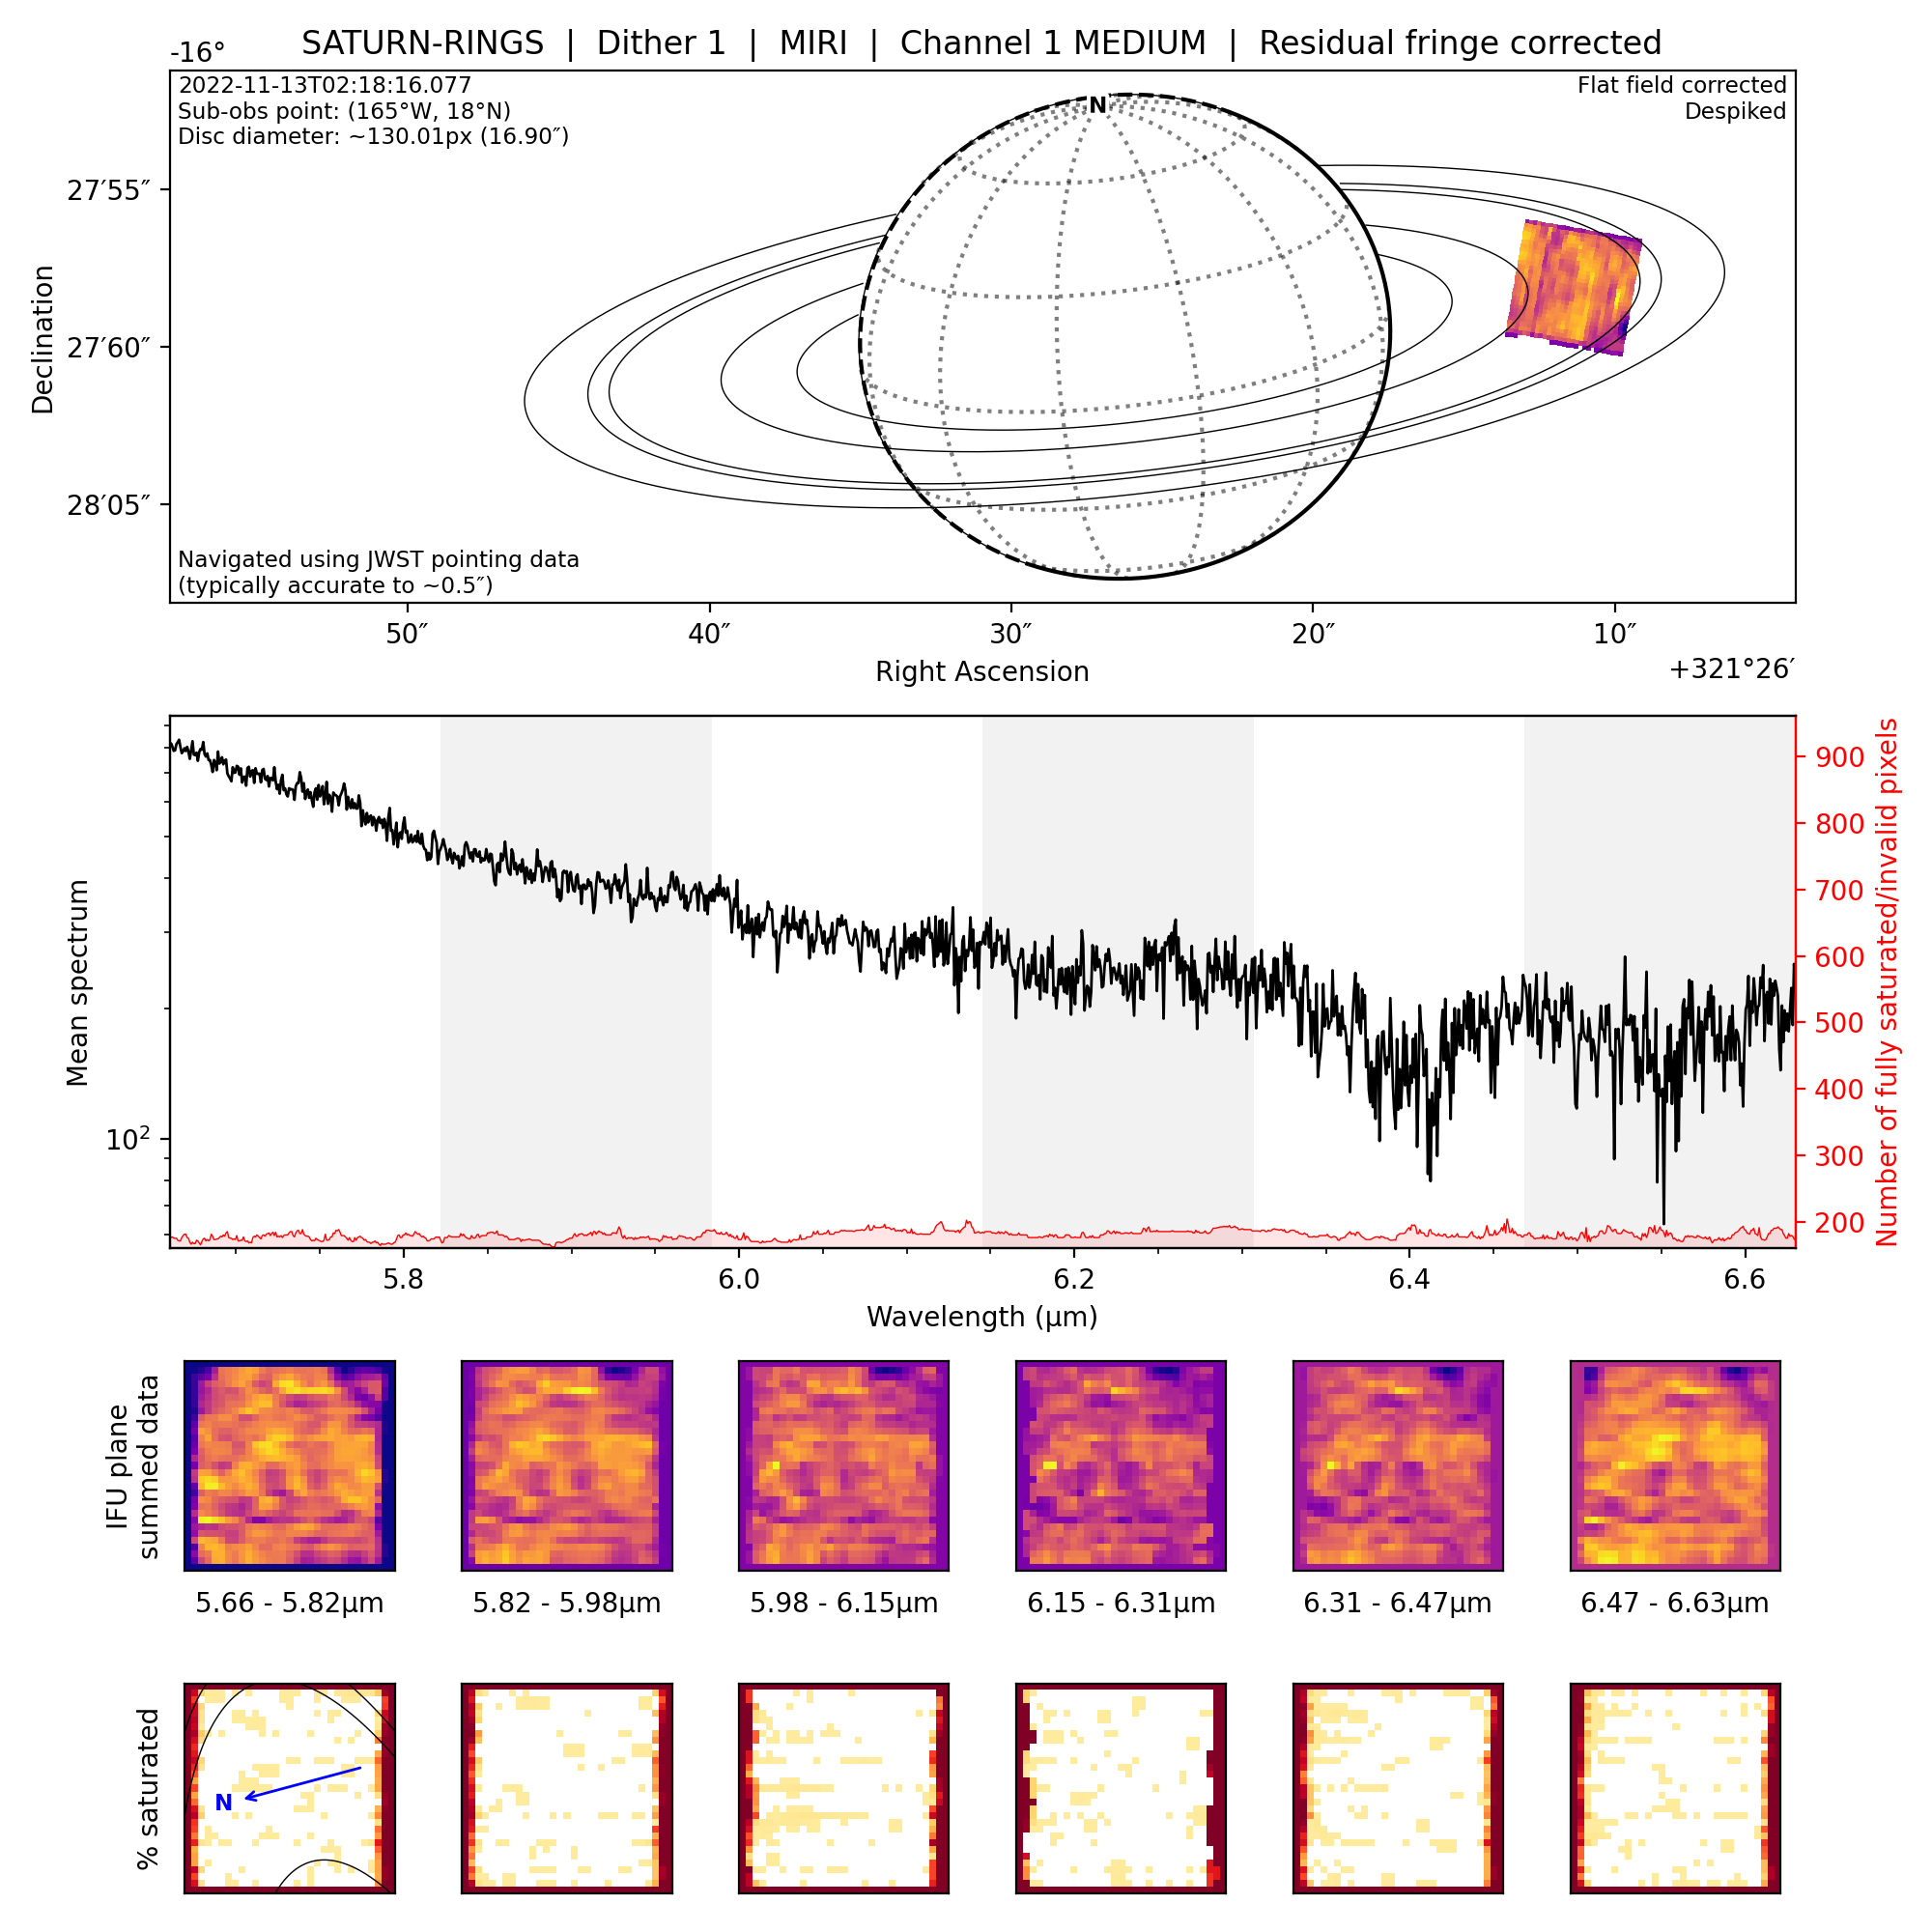 SATURN-RINGS | Dither 1 | MIRI | Channel 1 MEDIUM | Residual fringe corrected
-16°
2022-11-13T02:18:16.077
Sub-obs point: (165°W, 18°N)
Disc diameter: ~130.01px (16.90″)
Flat field corrected
Despiked
N
27′55″
27′60″
28′05″
Declination
Navigated using JWST pointing data
(typically accurate to ~0.5″)
50″ 40″ 30″ 20″ 10″
Right Ascension
+321°26′
Mean spectrum
10²
900
800
700
600
500
400
300
200
Number of fully saturated/invalid pixels
5.8 6.0 6.2 6.4 6.6
Wavelength (μm)
IFU plane
summed data
5.66 - 5.82μm 5.82 - 5.98μm 5.98 - 6.15μm 6.15 - 6.31μm 6.31 - 6.47μm 6.47 - 6.63μm
% saturated
N